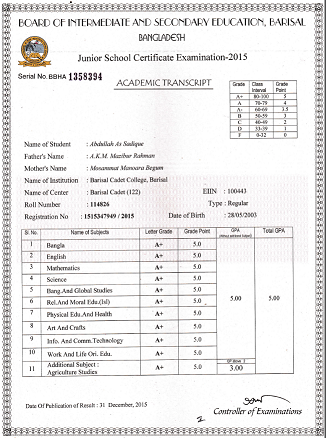 BOARD OF INTERMEDIATE AND SECONDARY EDUCATION, BARISAL
BANGLADESH
Junior School Certificate Examination-2015
Serial No. BBHA 1358394
ACADEMIC TRANSCRIPT
Grade Class Interval Grade Point
A+ 80-100 5
A 70-79 4
A- 60-69 3.5
B 50-59 3
C 40-49 2
D 33-39 1
F 0-32 0
Name of Student : Abdullah As Sadique
Father's Name : A.K.M. Mazibur Rahman
Mother's Name : Mosammat Manoara Begum
Name of Institution : Barisal Cadet College, Barisal
Name of Center : Barisal Cadet (122) EIIN : 100443
Roll Number : 114826 Type : Regular
Registration No : 1515347949 / 2015 Date of Birth : 28/05/2003
Sl. No. Name of Subjects Letter Grade Grade Point GPA Total GPA
1 Bangla A+ 5.0
2 English A+ 5.0
3 Mathematics A+ 5.0
4 Science A+ 5.0
5 Bang.And Global Studies A+ 5.0
6 Rel.And Moral Edu.(Isl) A+ 5.0 5.00 5.00
7 Physical Edu.And Health A+ 5.0
8 Art And Crafts A+ 5.0
9 Info. And Comm.Technology A+ 5.0
10 Work And Life Ori. Edu. A+ 5.0
11 Additional Subject :
Agriculture Studies A+ 5.0 3.00
Date Of Publication of Result : 31 December, 2015
Controller of Examinations
2